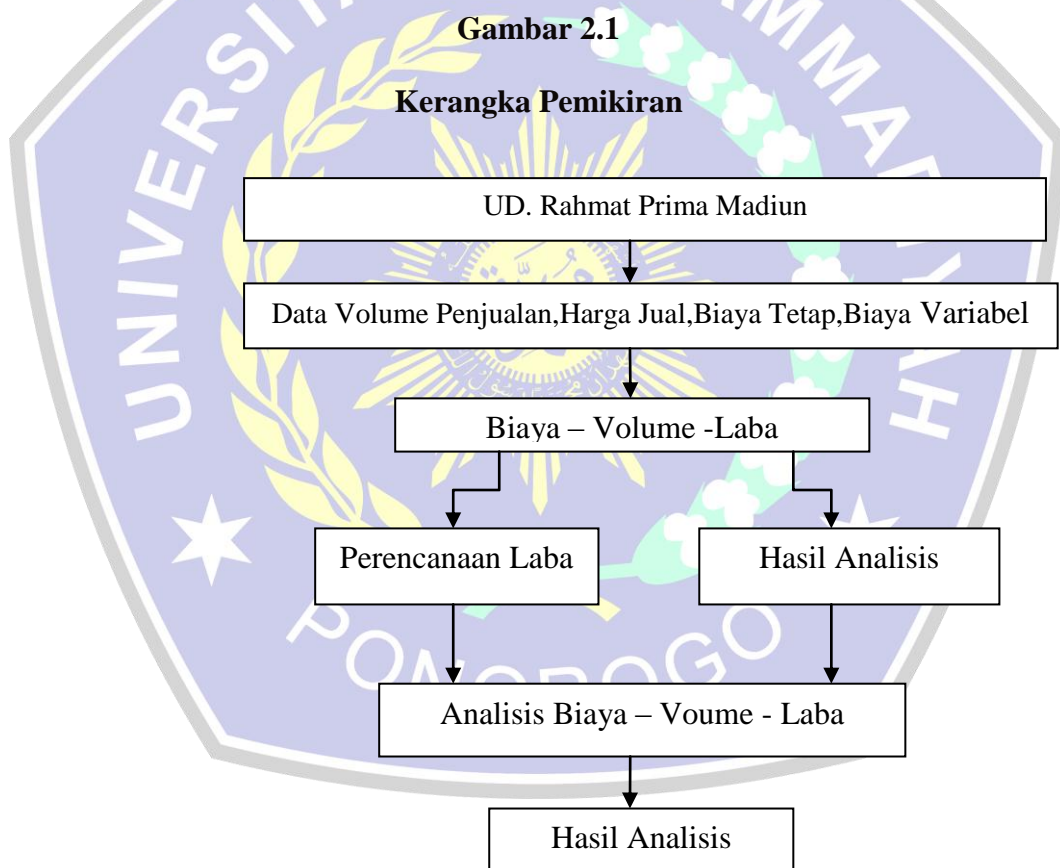 Gambar 2.1
Kerangka Pemikiran
UD. Rahmat Prima Madiun
Data Volume Penjualan,Harga Jual,Biaya Tetap,Biaya Variabel
Biaya – Volume -Laba
Perencanaan Laba
Hasil Analisis
Analisis Biaya – Voume - Laba
Hasil Analisis
PONOROGO